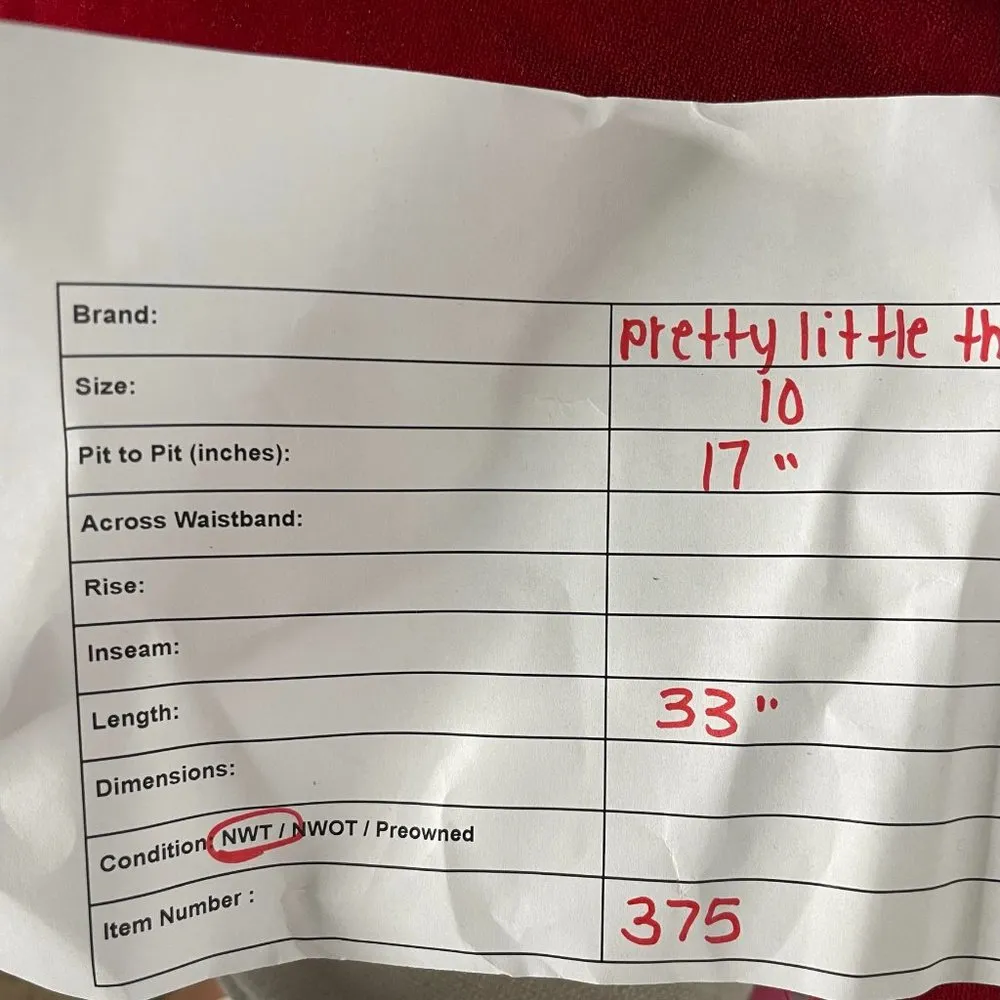 Brand: pretty little th
Size: 10
Pit to Pit (inches): 17"
Across Waistband:
Rise:
Inseam:
Length: 33"
Dimensions:
Condition: NWT / NWOT / Preowned
Item Number : 375